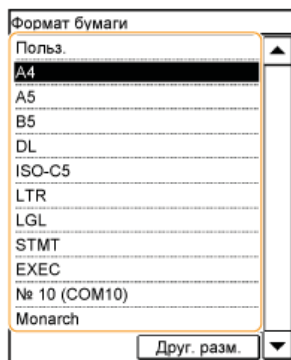 Формат бумаги
Польз.
A4
A5
B5
DL
ISO-C5
LTR
LGL
STMT
EXEC
№ 10 (COM10)
Monarch
Друг. разм.